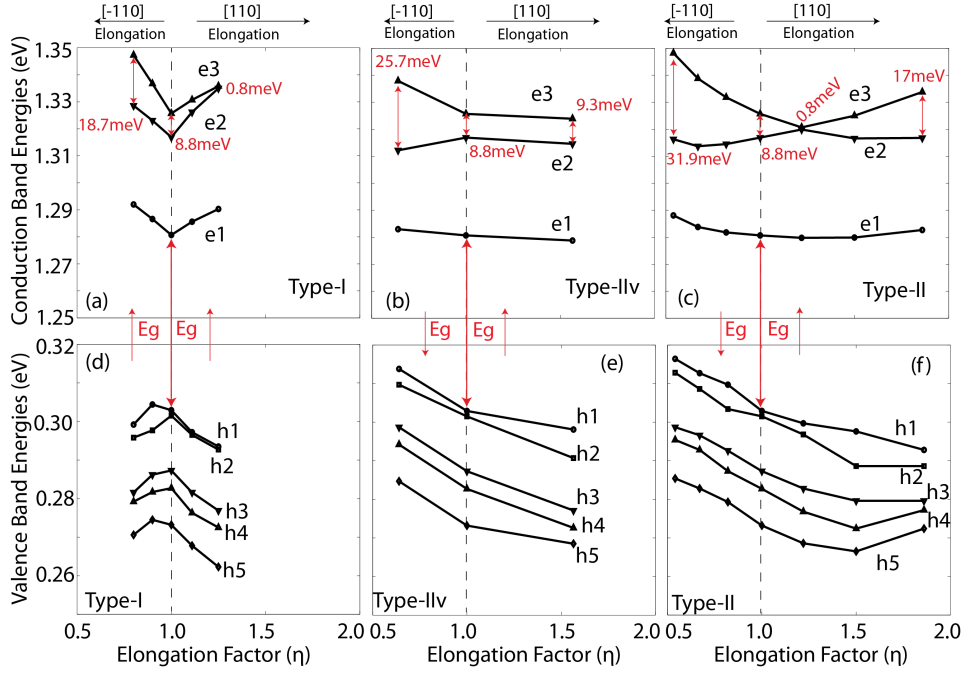 [-110] [110] [-110] [110] [-110] [110]
Elongation Elongation Elongation Elongation Elongation Elongation
Conduction Band Energies (eV)
1.35
1.33
1.31
1.29
1.27
1.25
e3
0.8meV
e2
18.7meV
8.8meV
e1
(a)
Type-I
25.7meV
e3
9.3meV
e2
8.8meV
e1
(b)
Type-IIv
17meV
0.8meV
e3
e2
31.9meV
8.8meV
e1
(c)
Type-II
Eg Eg Eg Eg Eg Eg
Valence Band Energies (eV)
0.32
0.30
0.28
0.26
(d)
h1
h2
h3
h4
h5
Type-I
(e)
h1
h2
h3
h4
h5
Type-IIv
(f)
h1
h2
h3
h4
h5
Type-II
0.5 1.0 1.5 2.0 1.0 1.5 0.5 1.0 1.5 2.0
Elongation Factor (η) Elongation Factor (η) Elongation Factor (η)